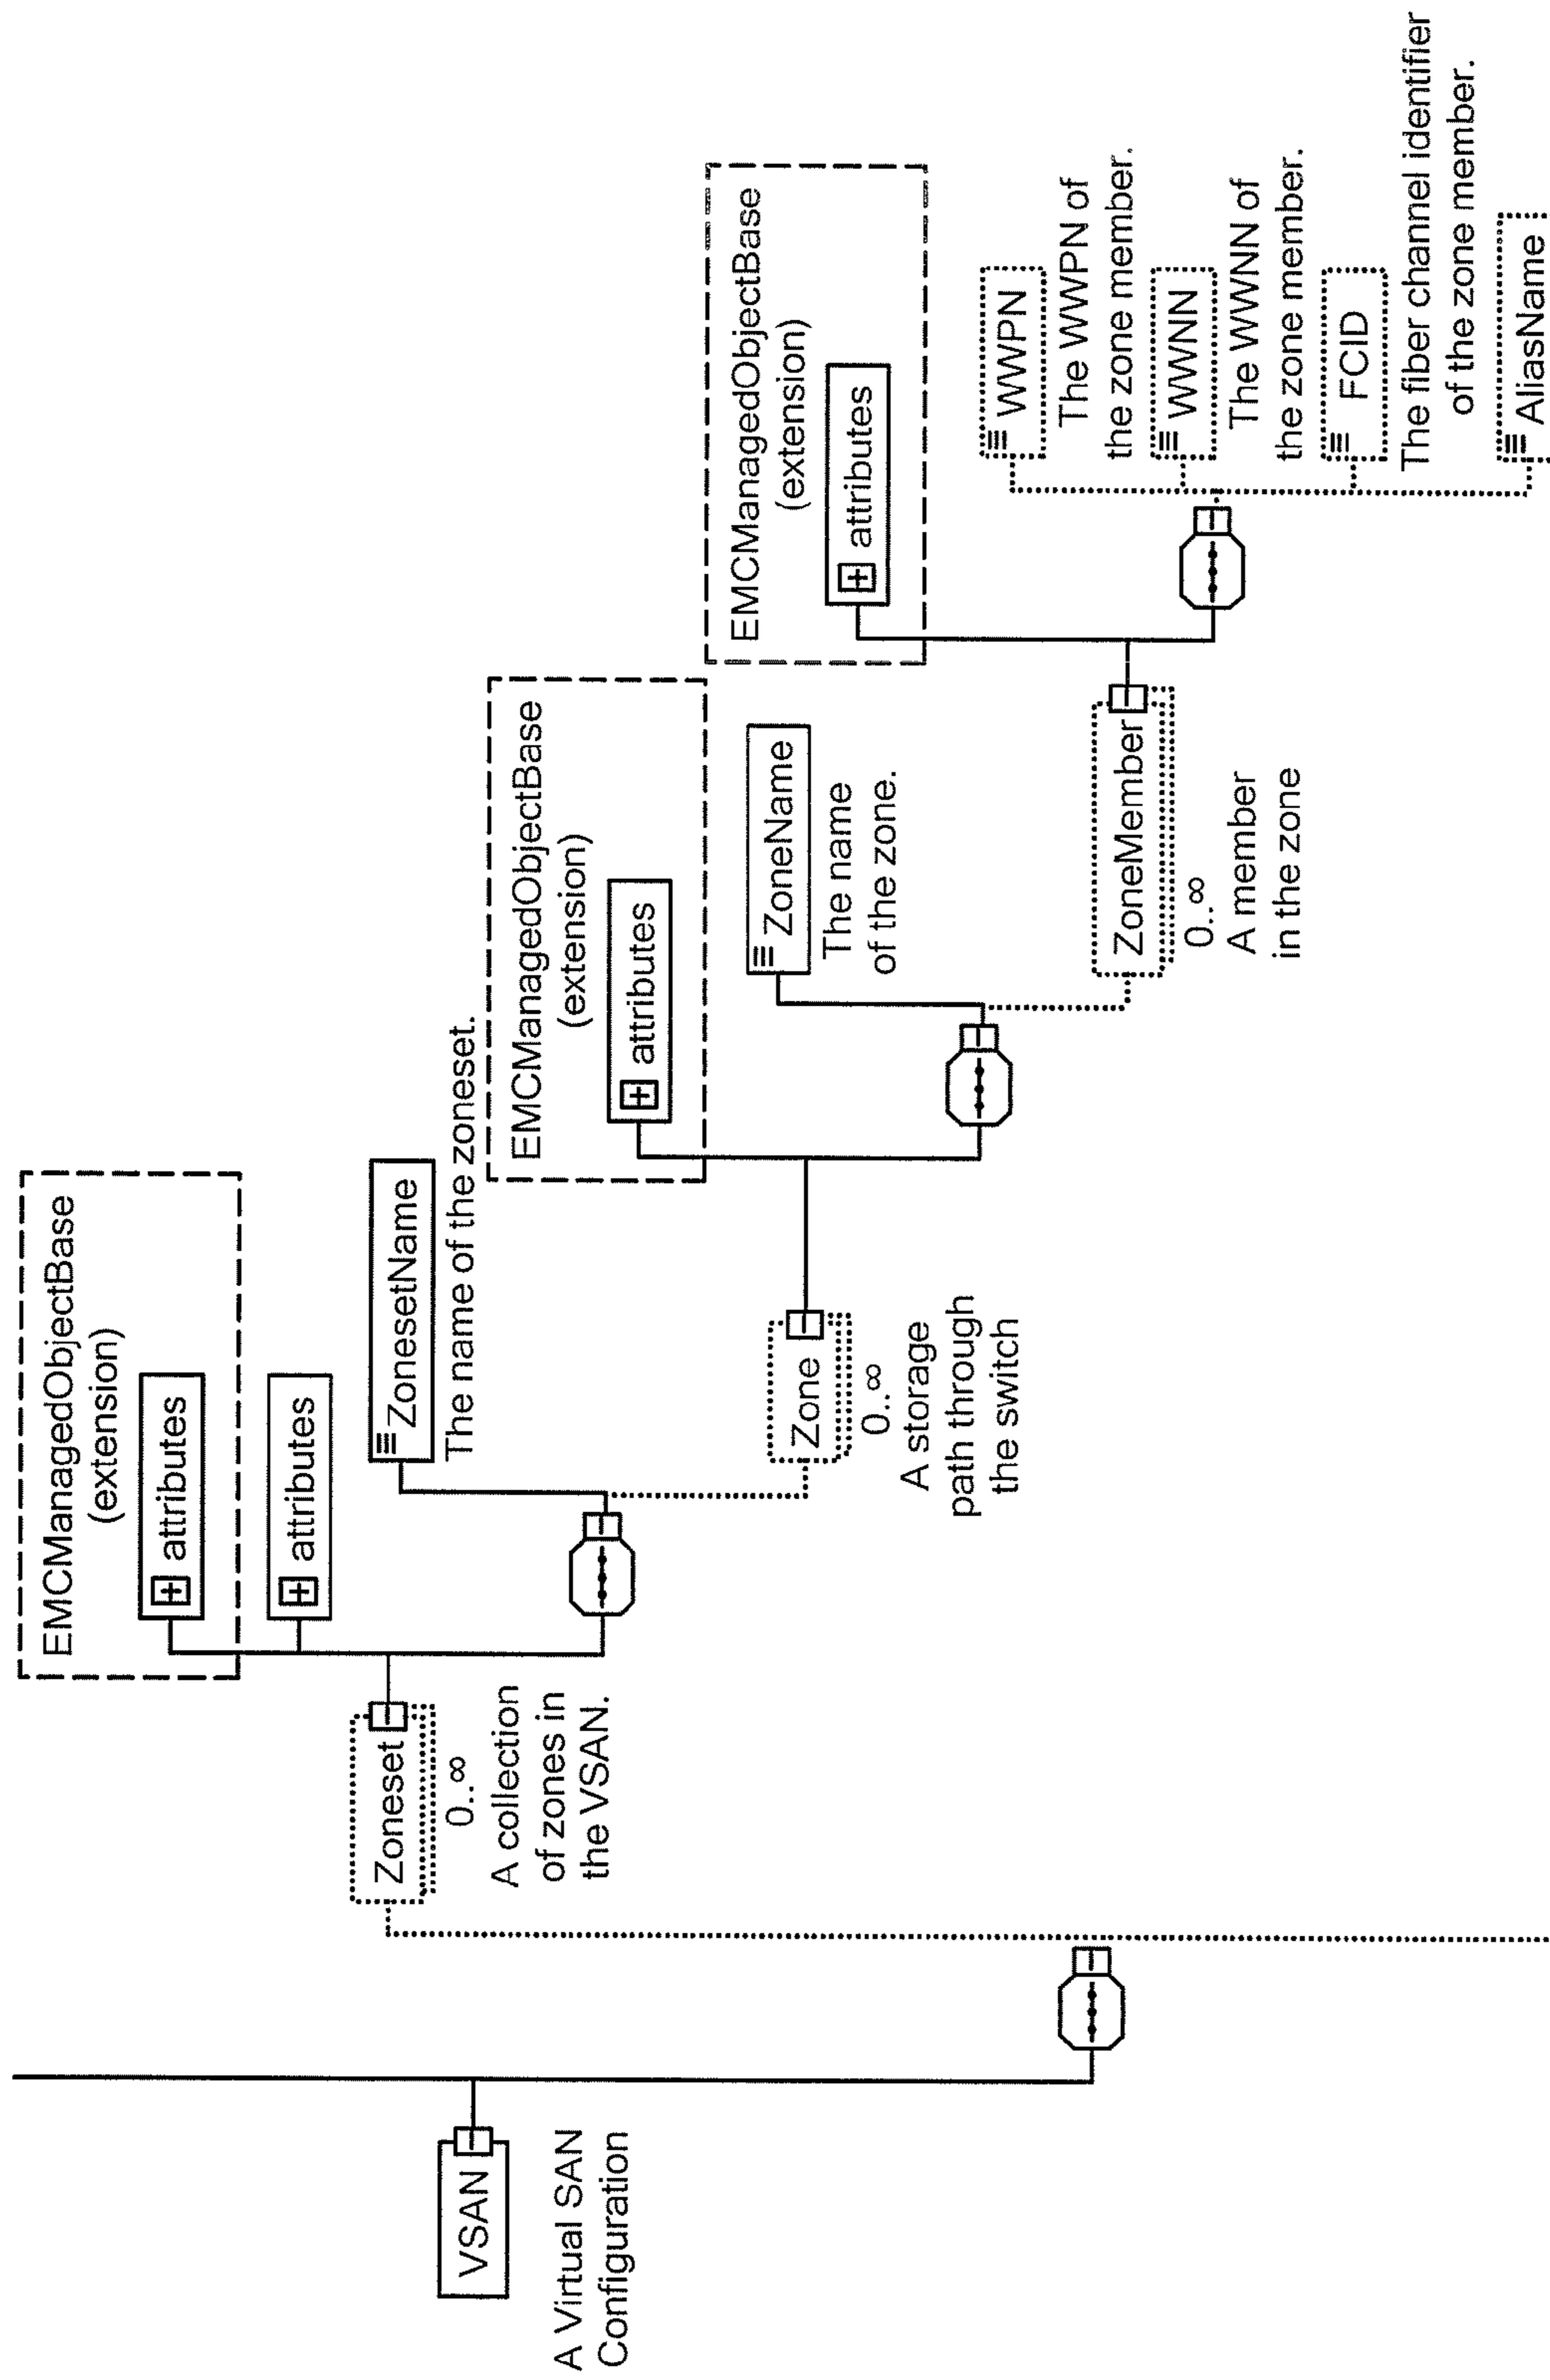 VSAN
A Virtual SAN
Configuration
Zoneset
0..∞
A collection
of zones in
the VSAN.
EMCManagedObjectBase
(extension)
attributes
attributes
ZonesetName
The name of the zoneset.
Zone
0..∞
A storage
path through
the switch
EMCManagedObjectBase
(extension)
attributes
ZoneName
The name
of the zone.
ZoneMember
0..∞
A member
in the zone
EMCManagedObjectBase
(extension)
attributes
WWPN
The WWPN of
the zone member.
WWNN
The WWNN of
the zone member.
FCID
The fiber channel identifier
of the zone member.
AliasName